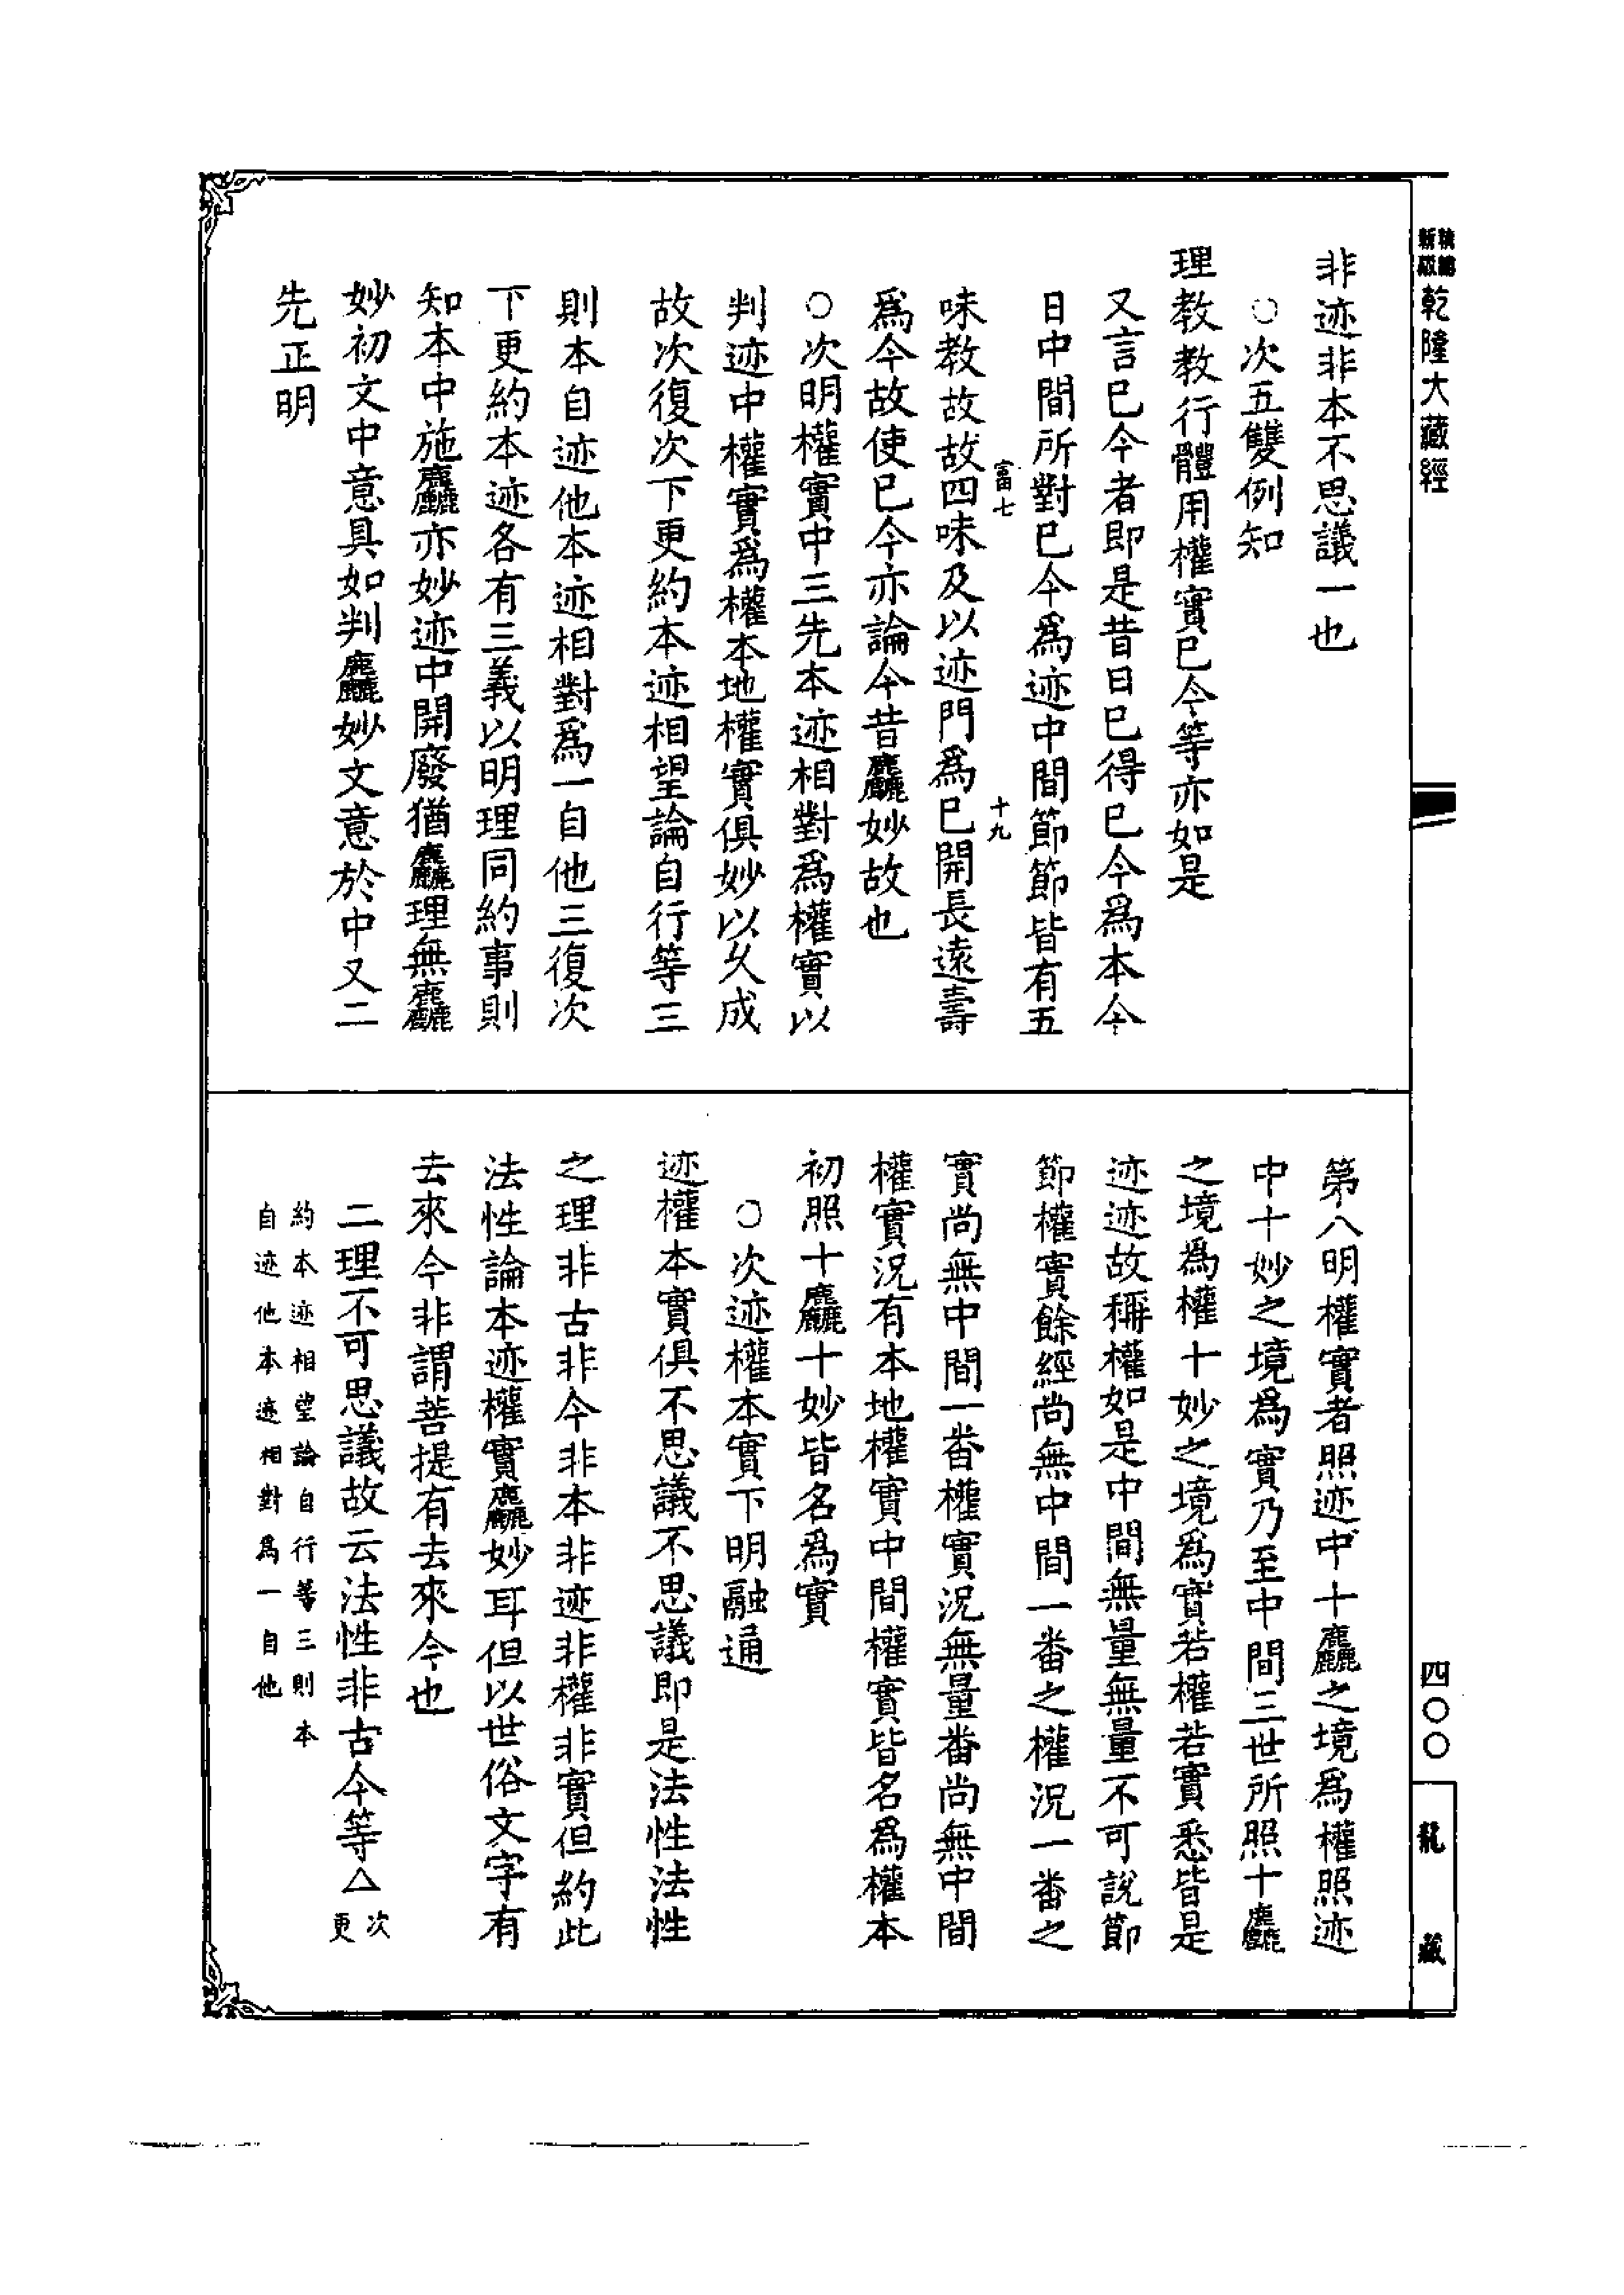 乾隆大藏經
四〇〇
龍藏
非迹非本不思議一也
○次五雙例知
理教教行體用權實已今等亦如是
又言已今者即是昔日已得已今爲本今
日中間所對已今爲迹中間節節皆有五
富七
十九
味教故故四味及以迹門爲已開長遠壽
爲今故使已今亦論今昔麤妙故也
○次明權實中三先本迹相對爲權實以
判迹中權實爲權本地權實俱妙以久成
故次復次下更約本迹相望論自行等三
則本自迹他本迹相對爲一自他三復次
下更約本迹各有三義以明理同約事則
知本中施麤亦妙迹中開廢猶麤理無麤
妙初文中意具如判麤妙文意於中又二
先正明
第八明權實者照迹中十麤之境爲權照迹
中十妙之境爲實乃至中間三世所照十麤
之境爲權十妙之境爲實若權若實悉皆是
迹迹故稱權如是中間無量無量不可說節
節權實餘經尚無中間一番之權況一番之
實尚無中間一番權實況無量番尚無中間
權實況有本地權實中間權實皆名爲權本
初照十麤十妙皆名爲實
○次迹權本實下明融通
迹權本實俱不思議不思議即是法性法性
之理非古非今非本非迹非權非實但約此
法性論本迹權實麤妙耳但以世俗文字有
去來今非謂菩提有去來今也
二理不可思議故云法性非古今等△次更
約本迹相望論自行等三則本
自迹他本迹相對爲一自他